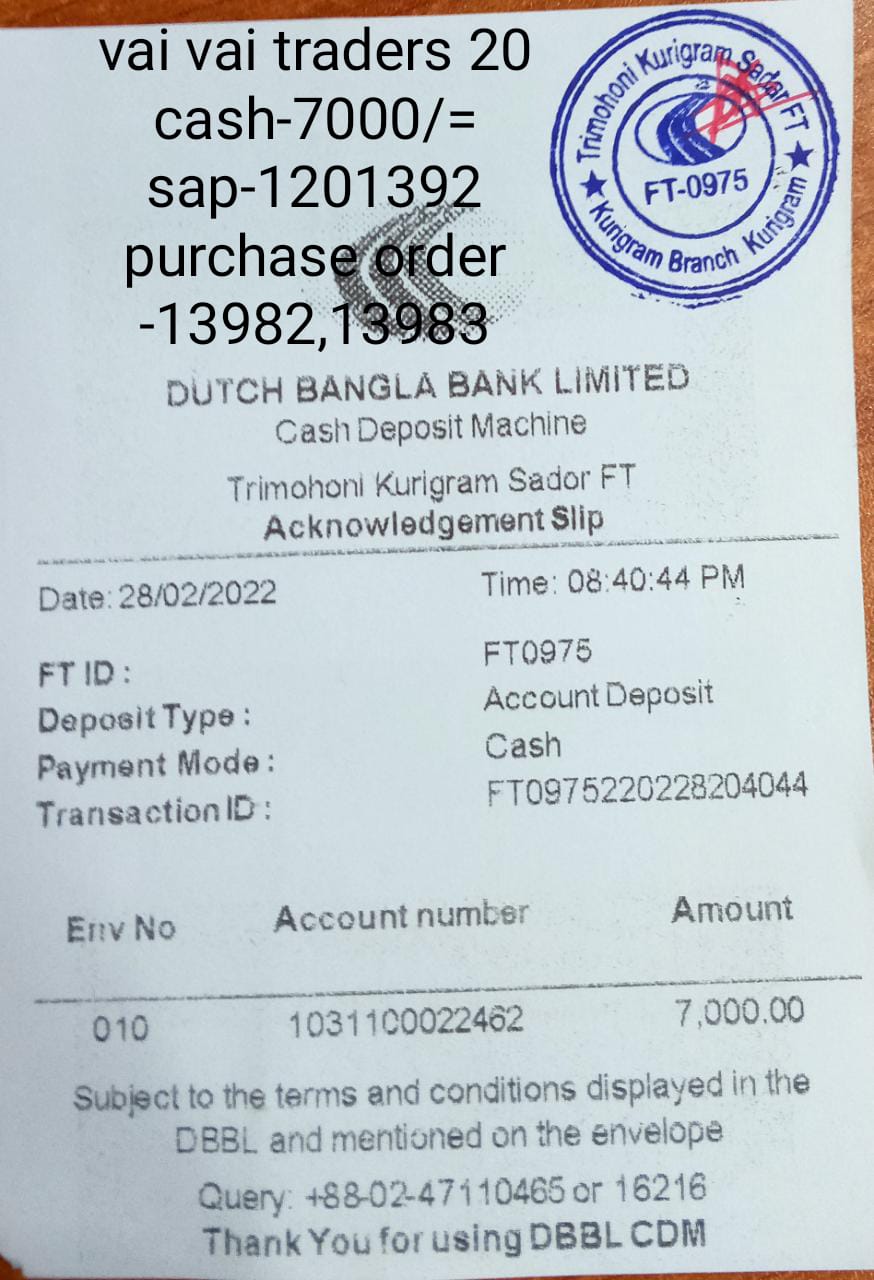 vai vai traders 20
cash-7000/=
sap-1201392
purchase order
-13982,13983
Trimohoni Kurigram Sadar FT
FT-0975
Kurigram Branch Kurigram
DUTCH BANGLA BANK LIMITED
Cash Deposit Machine
Trimohoni Kurigram Sador FT
Acknowledgement Slip
Date: 28/02/2022 Time: 08:40:44 PM
FT ID : FT0975
Deposit Type : Account Deposit
Payment Mode : Cash
Transaction ID : FT0975220228204044
Env No Account number Amount
010 1031100022462 7,000.00
Subject to the terms and conditions displayed in the
DBBL and mentioned on the envelope
Query: +88-02-47110465 or 16216
Thank You for using DBBL CDM